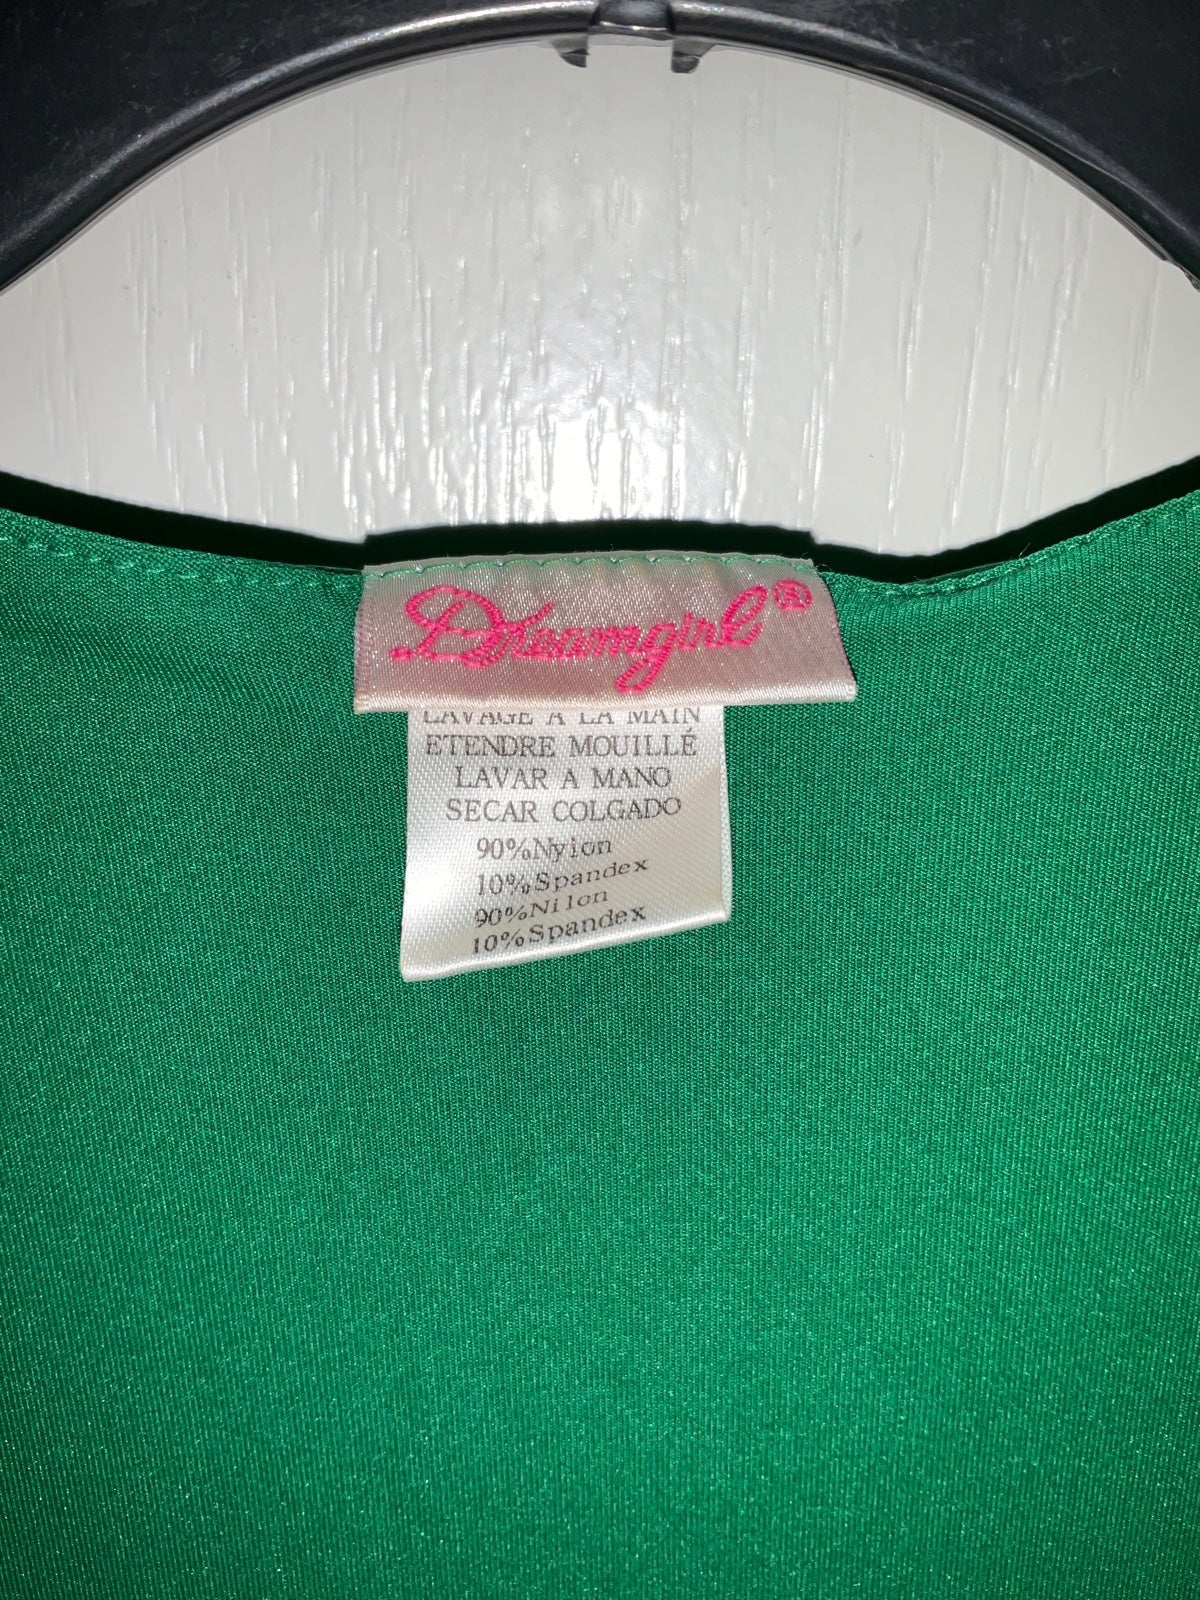 Dreamgirl®
LAVAGE A LA MAIN
ETENDRE MOUILLÉ
LAVAR A MANO
SECAR COLGADO
90%Nylon
10%Spandex
90%Nilon
10%Spandex